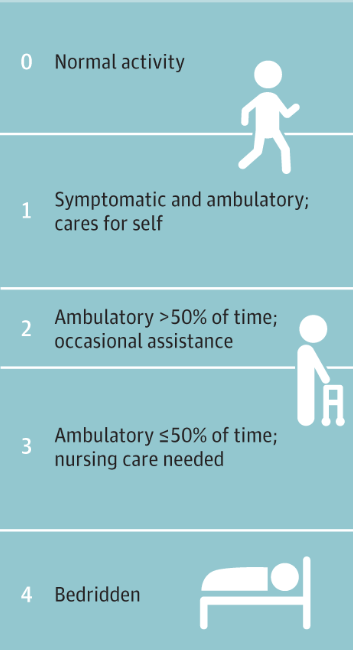 0 Normal activity
1 Symptomatic and ambulatory;
cares for self
2 Ambulatory >50% of time;
occasional assistance
3 Ambulatory ≤50% of time;
nursing care needed
4 Bedridden